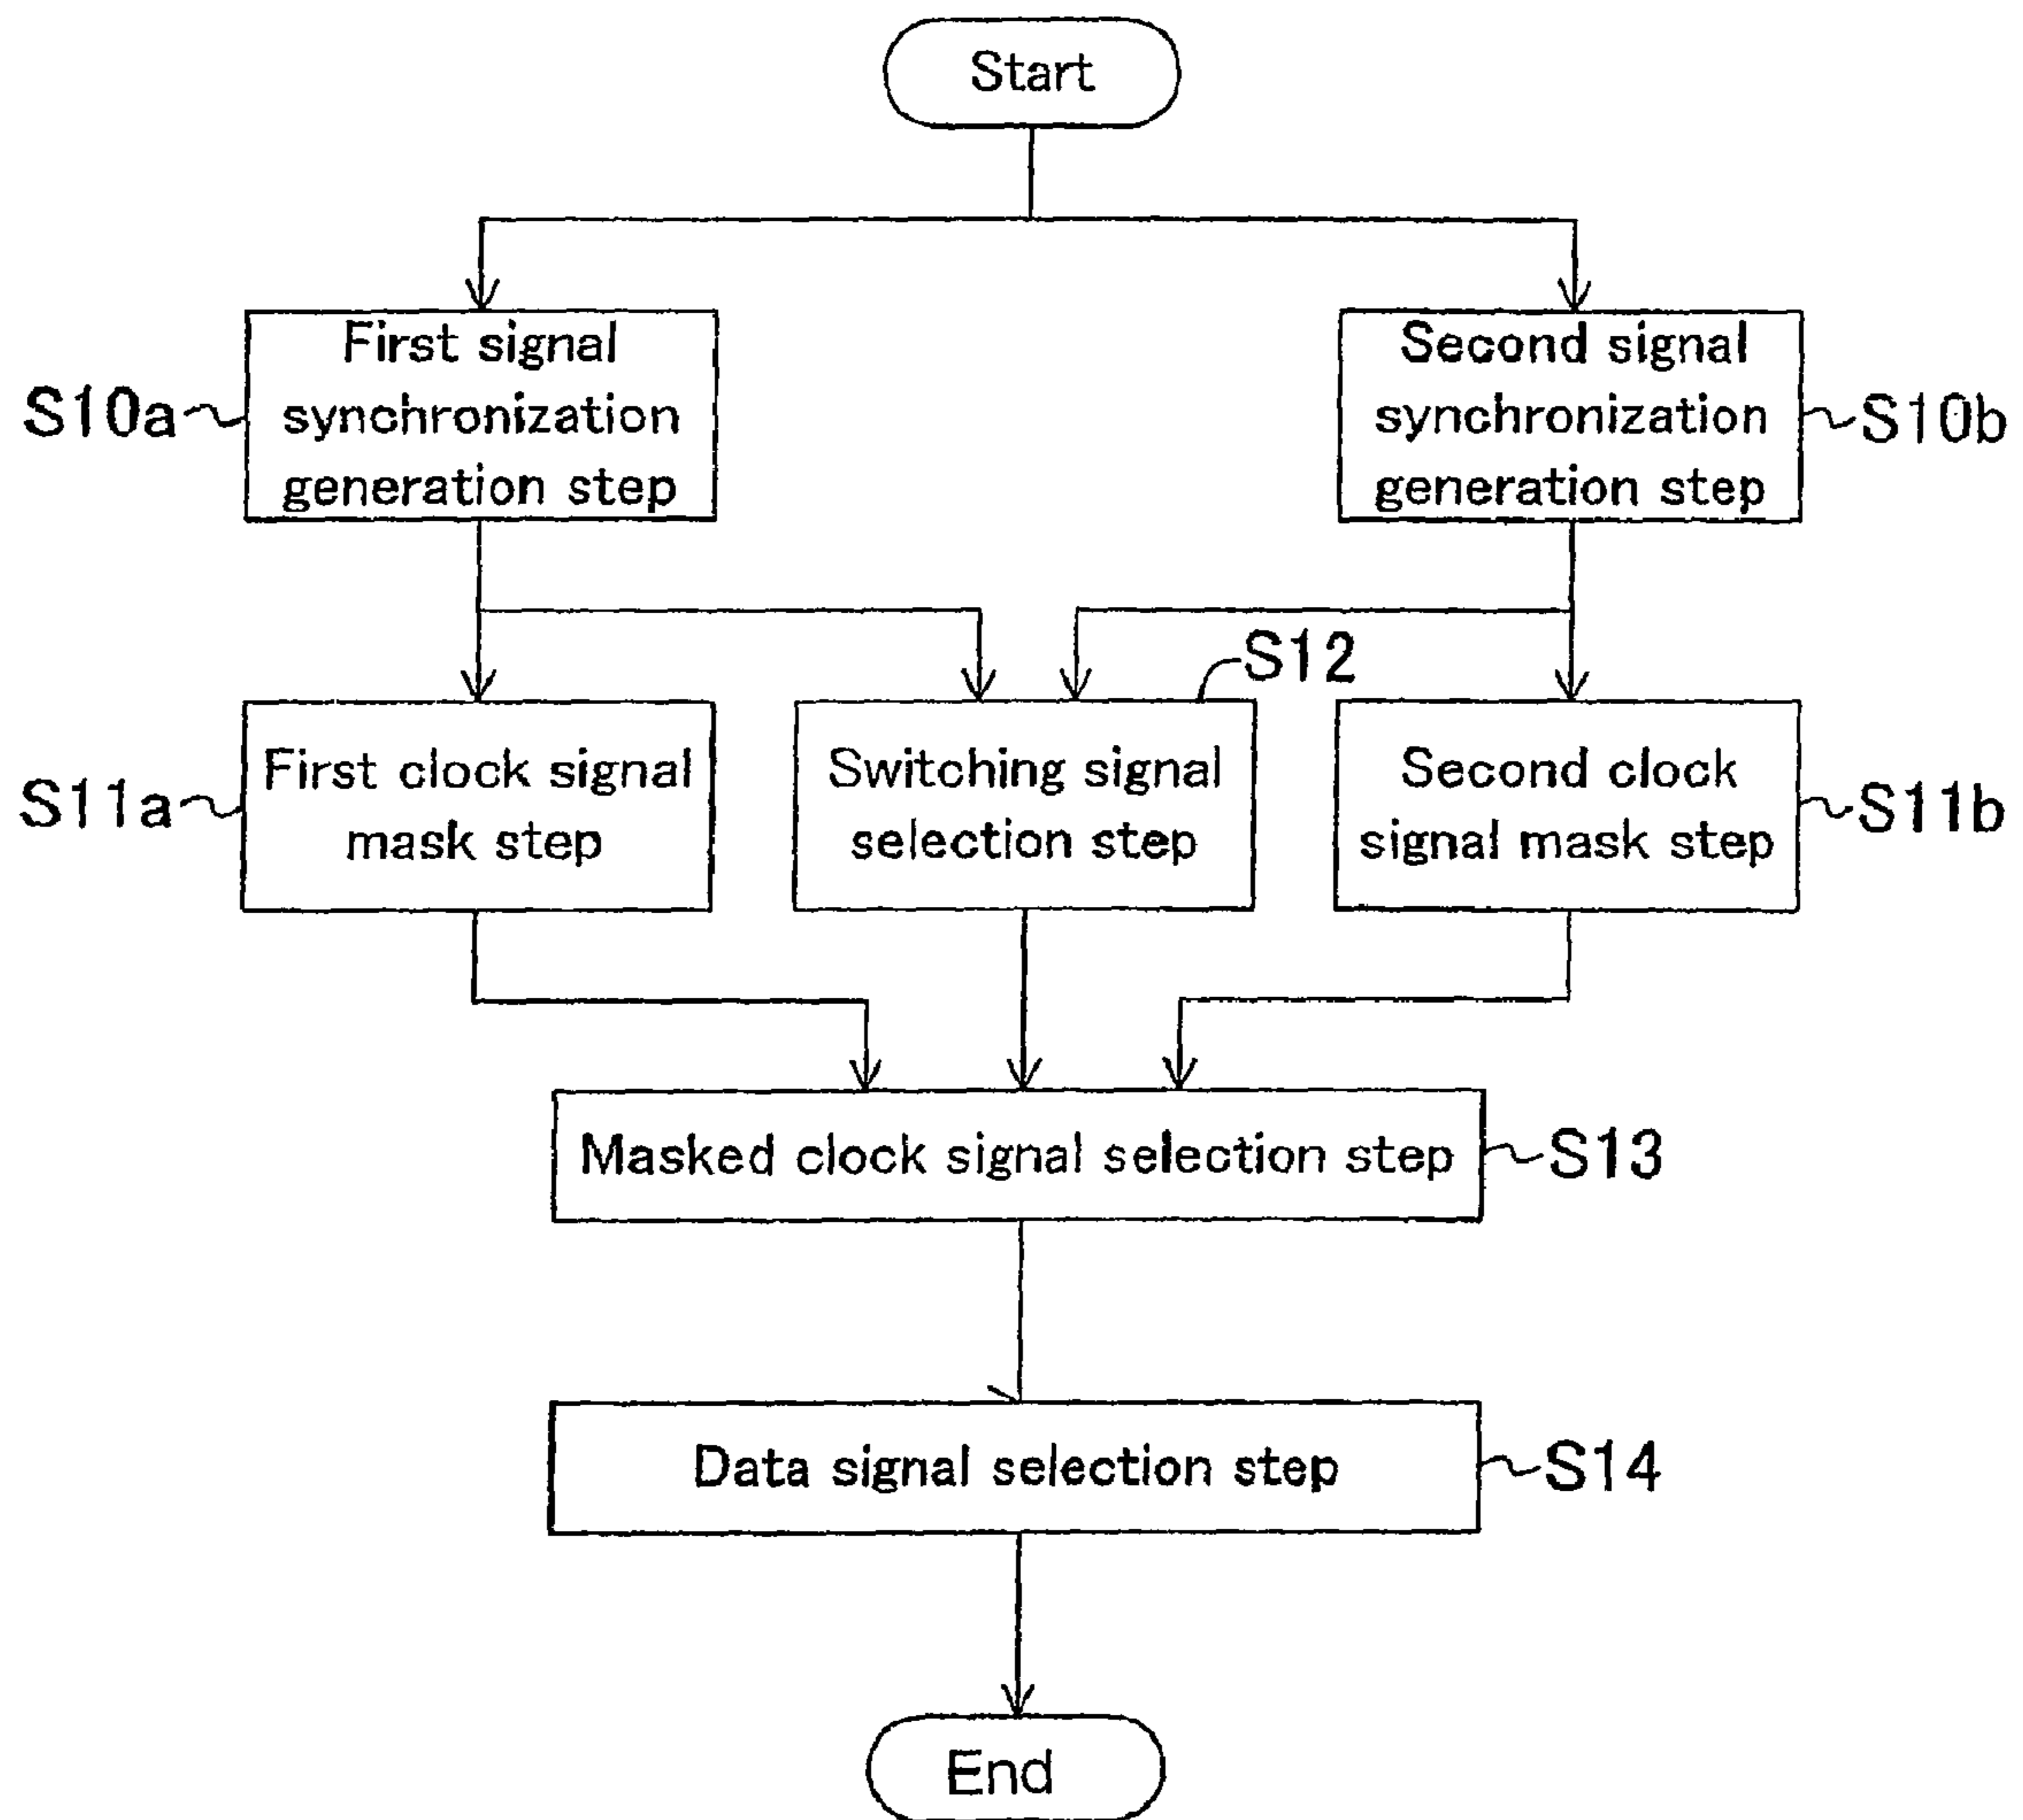 Start
First signal
synchronization
generation step
S10a
Second signal
synchronization
generation step
S10b
First clock signal
mask step
S11a
Switching signal
selection step
S12
Second clock
signal mask step
S11b
Masked clock signal selection step
S13
Data signal selection step
S14
End